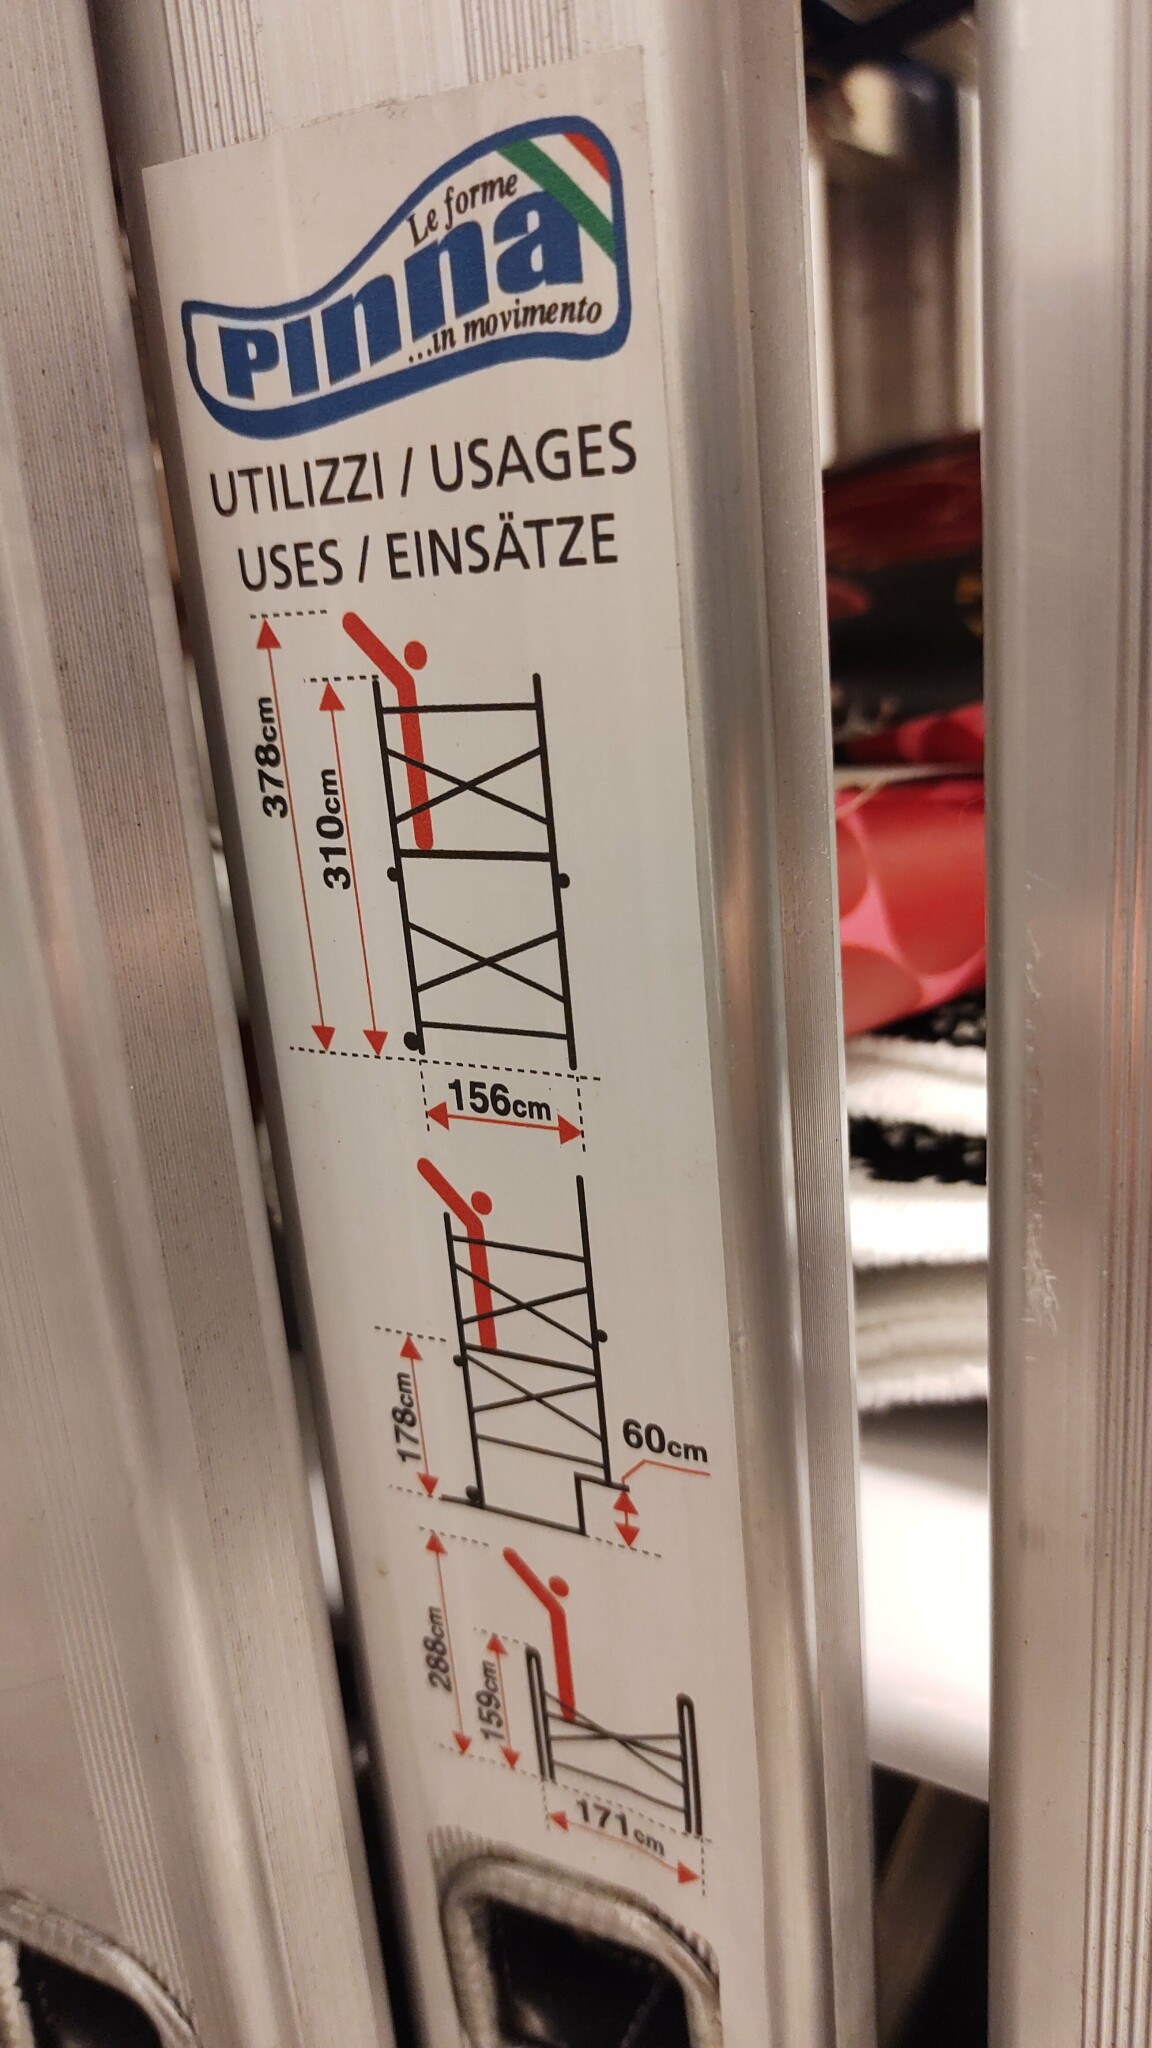 Le forme
Pinna
...in movimento
UTILIZZI / USAGES
USES / EINSÄTZE
378cm
310cm
156cm
178cm
60cm
288cm
159cm
171cm